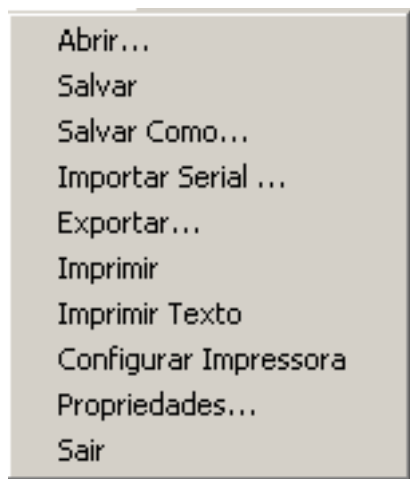 Abrir...
Salvar
Salvar Como...
Importar Serial ...
Exportar...
Imprimir
Imprimir Texto
Configurar Impressora
Propriedades...
Sair